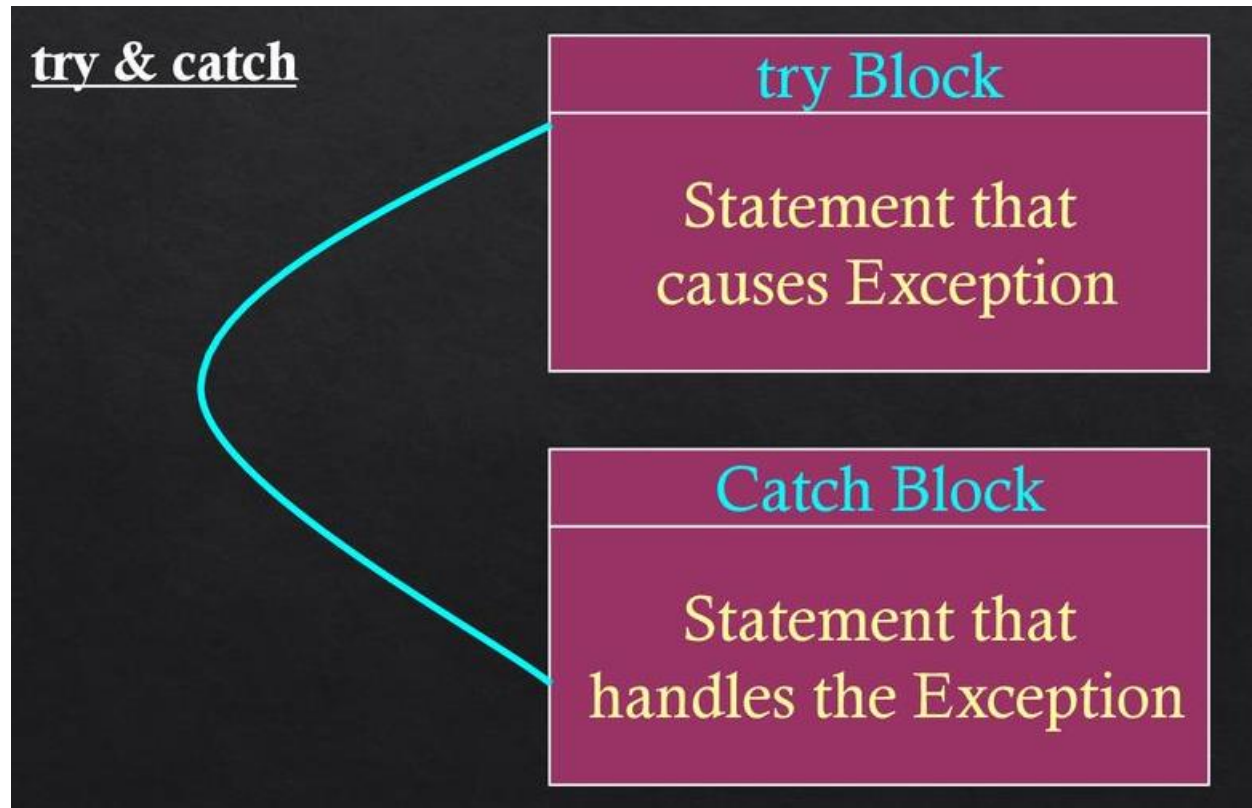 try & catch
try Block
Statement that
causes Exception
Catch Block
Statement that
handles the Exception